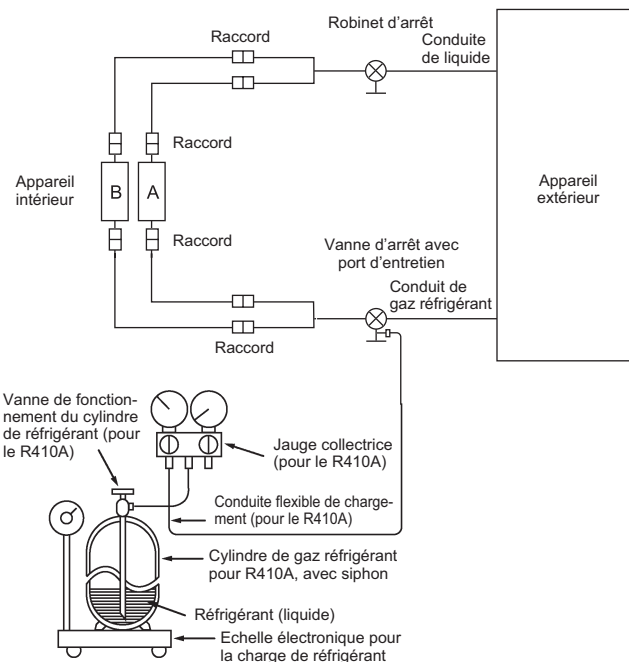 Robinet d'arrêt
Raccord
Conduite
de liquide
Raccord
Appareil
intérieur
B
A
Appareil
extérieur
Raccord
Vanne d'arrêt avec
port d'entretien
Conduit de
gaz réfrigérant
Raccord
Vanne de fonction-
nement du cylindre
de réfrigérant (pour
le R410A)
Jauge collectrice
(pour le R410A)
Conduite flexible de charge-
ment (pour le R410A)
Cylindre de gaz réfrigérant
pour R410A, avec siphon
Réfrigérant (liquide)
Echelle électronique pour
la charge de réfrigérant